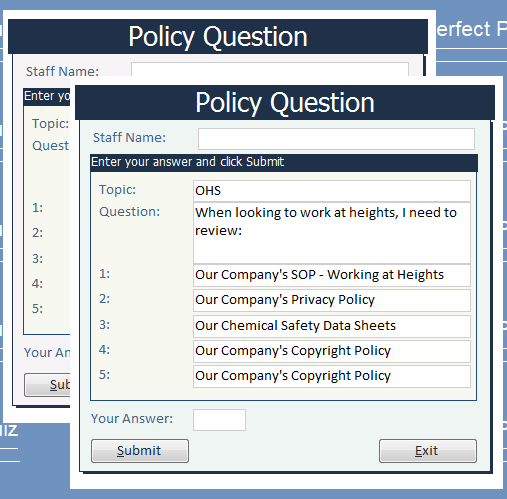 Policy Question
erfect P
Staff Name:
Enter yo
Topic:
Quest
1:
2:
3:
4:
5:
Your An
Sub
Policy Question
Staff Name:
Enter your answer and click Submit
Topic: OHS
Question: When looking to work at heights, I need to
review:
1: Our Company's SOP - Working at Heights
2: Our Company's Privacy Policy
3: Our Chemical Safety Data Sheets
4: Our Company's Copyright Policy
5: Our Company's Copyright Policy
Your Answer:
Submit Exit